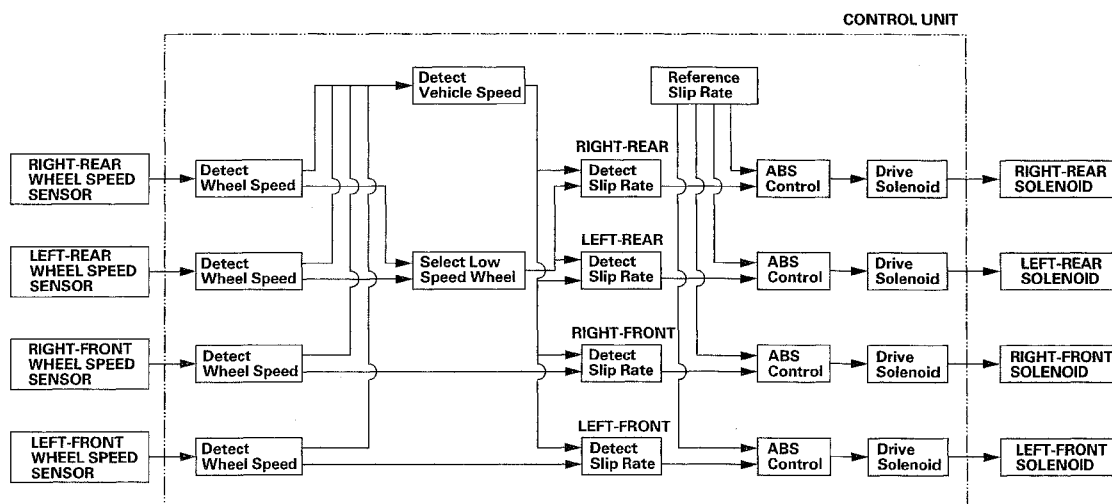 CONTROL UNIT
Detect
Vehicle Speed
Reference
Slip Rate
RIGHT-REAR
WHEEL SPEED
SENSOR
Detect
Wheel Speed
RIGHT-REAR
Detect
Slip Rate
ABS
Control
Drive
Solenoid
RIGHT-REAR
SOLENOID
LEFT-REAR
WHEEL SPEED
SENSOR
Detect
Wheel Speed
Select Low
Speed Wheel
LEFT-REAR
Detect
Slip Rate
ABS
Control
Drive
Solenoid
LEFT-REAR
SOLENOID
RIGHT-FRONT
WHEEL SPEED
SENSOR
Detect
Wheel Speed
RIGHT-FRONT
Detect
Slip Rate
ABS
Control
Drive
Solenoid
RIGHT-FRONT
SOLENOID
LEFT-FRONT
WHEEL SPEED
SENSOR
Detect
Wheel Speed
LEFT-FRONT
Detect
Slip Rate
ABS
Control
Drive
Solenoid
LEFT-FRONT
SOLENOID